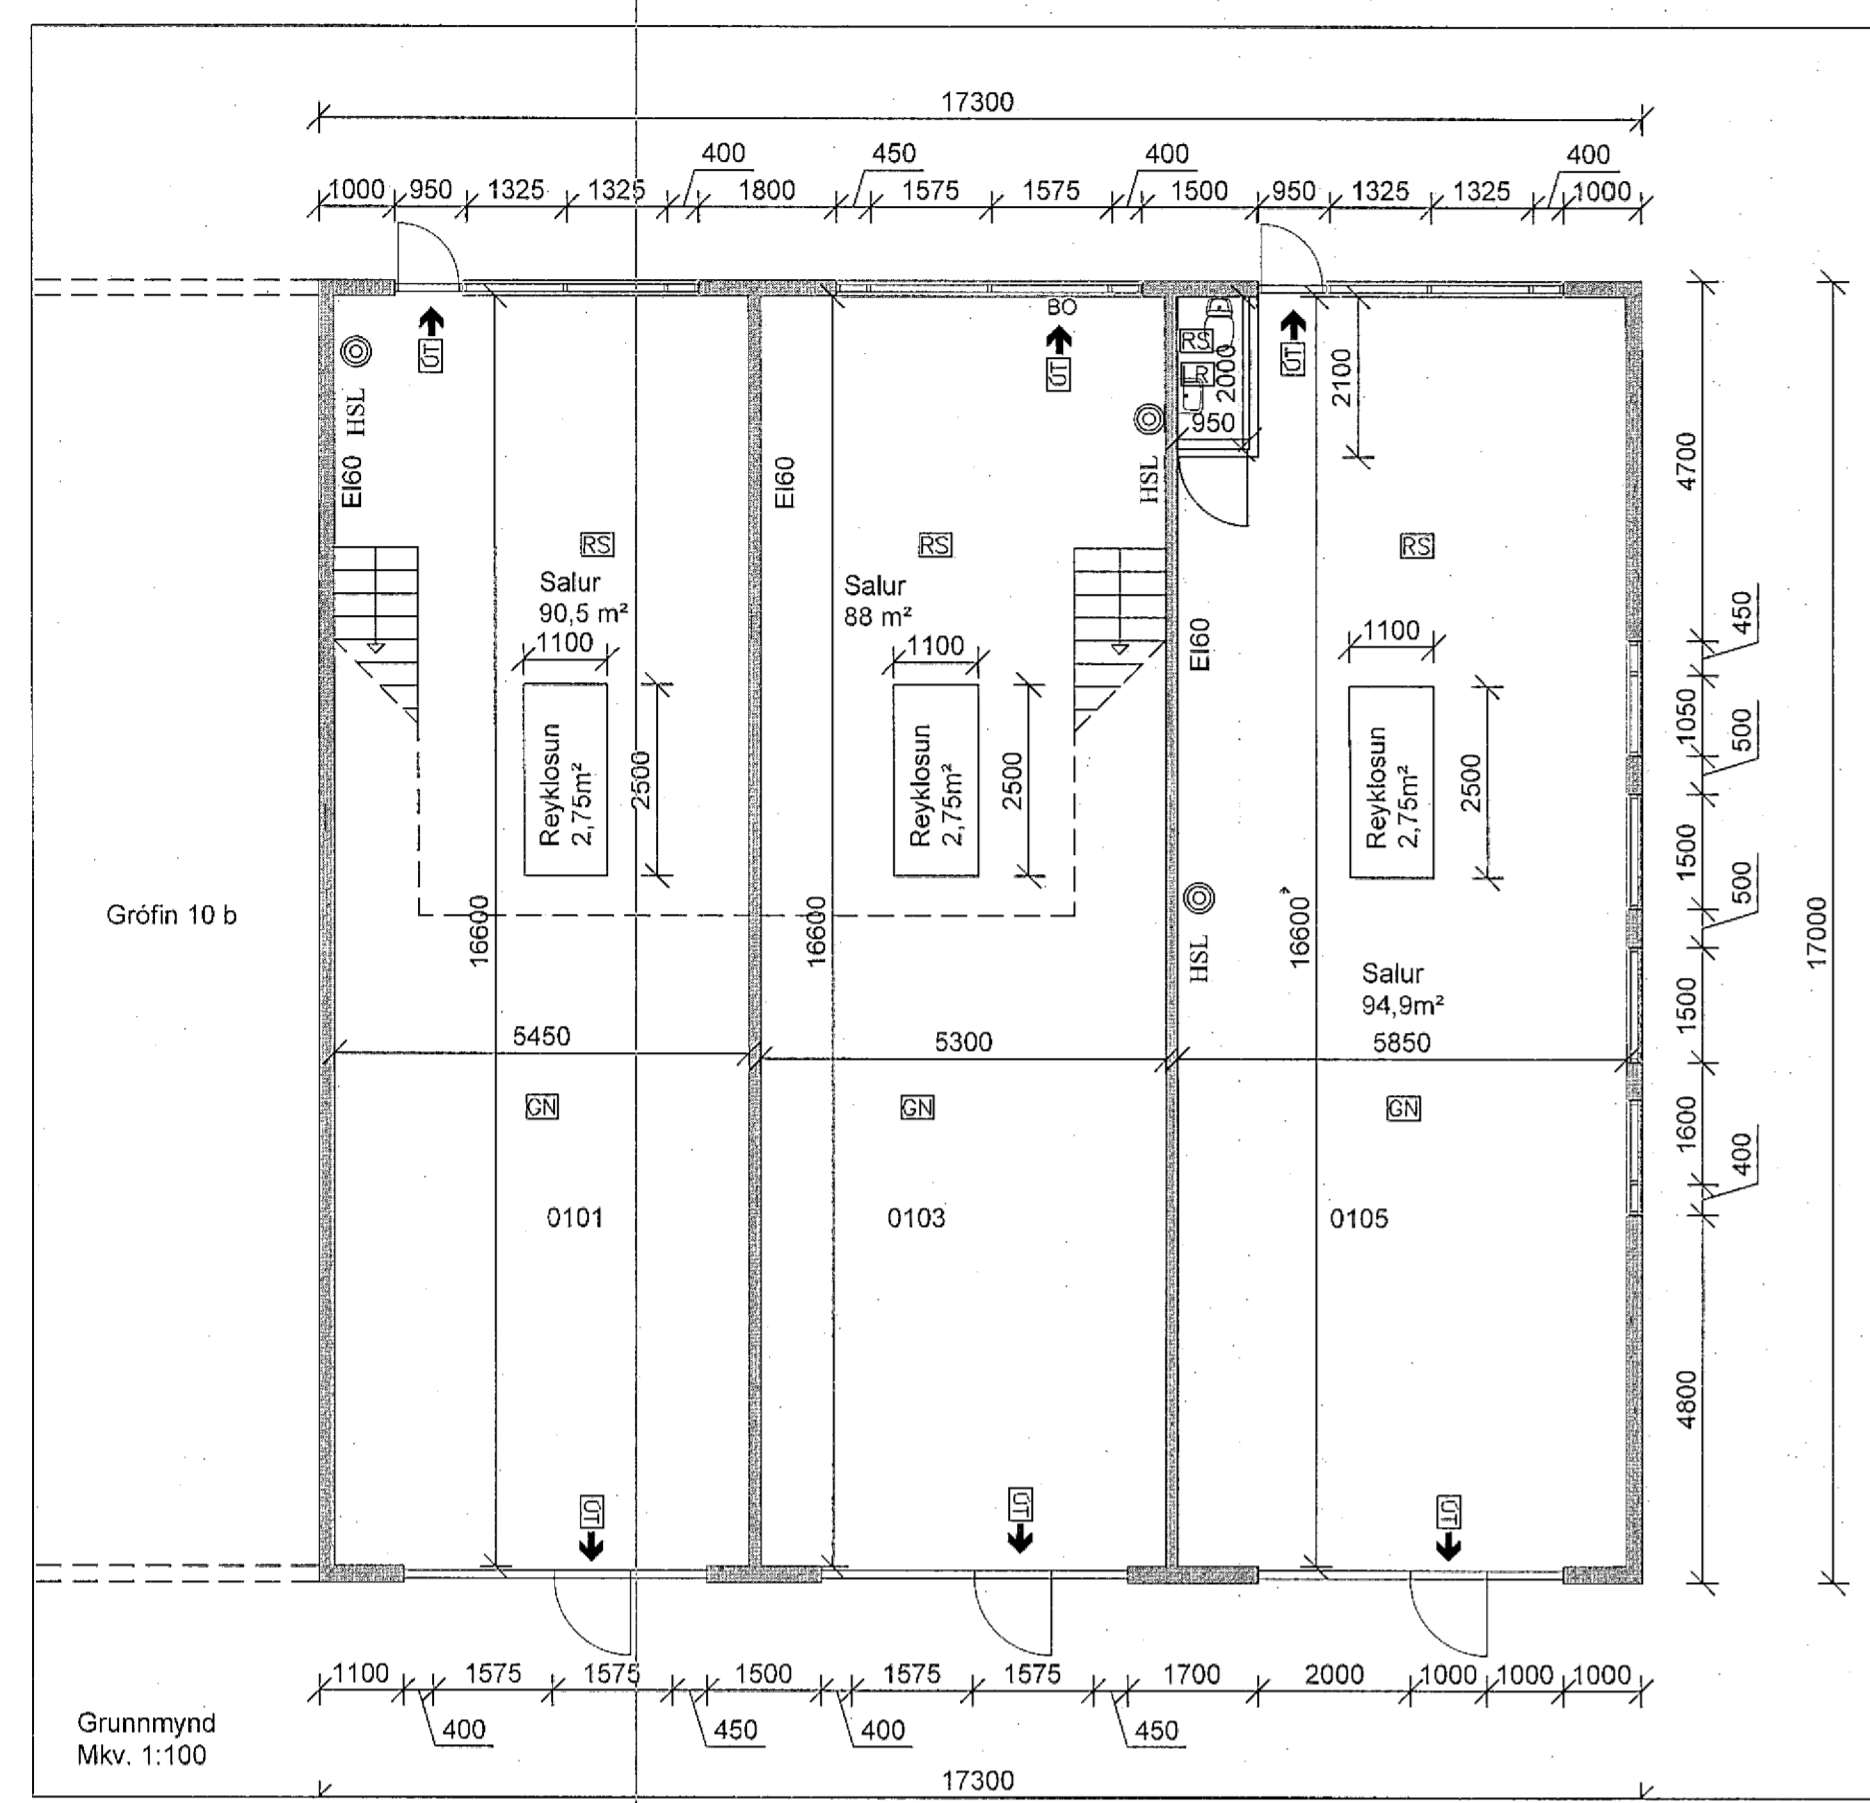 17300
400
450
400
400
1000
950
1325
1325
1800
1575
1575
1500
950
1325
1325
1000
BO
ÚT
ÚT
ÚT
RS
LR
2000
950
2100
HSL
EI60
EI60
HSL
4700
RS
RS
RS
Salur
90,5 m²
Salur
88 m²
EI60
450
1100
1100
1100
1050
500
Reyklosun
2,75m²
2500
Reyklosun
2,75m²
2500
Reyklosun
2,75m²
2500
1500
500
Grófin 10 b
16600
16600
16600
HSL
17000
Salur
94,9m²
1500
5450
5300
5850
GN
GN
GN
1600
400
0101
0103
0105
4800
ÚT
ÚT
ÚT
1100
1575
1575
1500
1575
1575
1700
2000
1000
1000
1000
400
450
400
450
Grunnmynd
Mkv. 1:100
17300